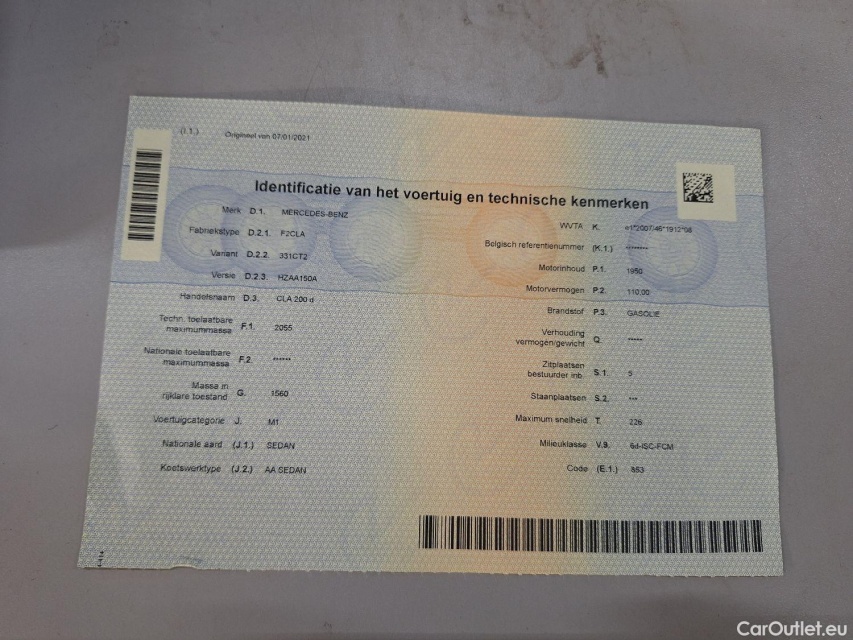 (I.1.) Origineel van 07/01/2021
Identificatie van het voertuig en technische kenmerken
Merk D.1. MERCEDES-BENZ
Fabriekstype D.2.1 F2CLA
Variant D.2.2. 331CT2
Versie D.2.3. HZAA150A
Handelsnaam D.3. CLA 200 d
Techn. toelaatbare
maximummassa F.1. 2055
Nationale toelaatbare
maximummassa F.2. ******
Massa in
rijklare toestand G. 1560
Voertuigcategorie J. M1
Nationale aard (J.1.) SEDAN
Koetswerktype (J.2.) AA SEDAN
WVTA K. e1*2007/46*1912*08
Belgisch referentienummer (K.1.) ********
Motorinhoud P.1. 1950
Motorvermogen P.2. 110.00
Brandstof P.3. GASOLIE
Verhouding
vermogen/gewicht Q. *****
Zitplaatsen
bestuurder inb. S.1. 5
Staanplaatsen S.2. ***
Maximum snelheid T. 226
Milieuklasse V.9. 6d-ISC-FCM
Code (E.1.) 853
CarOutlet.eu